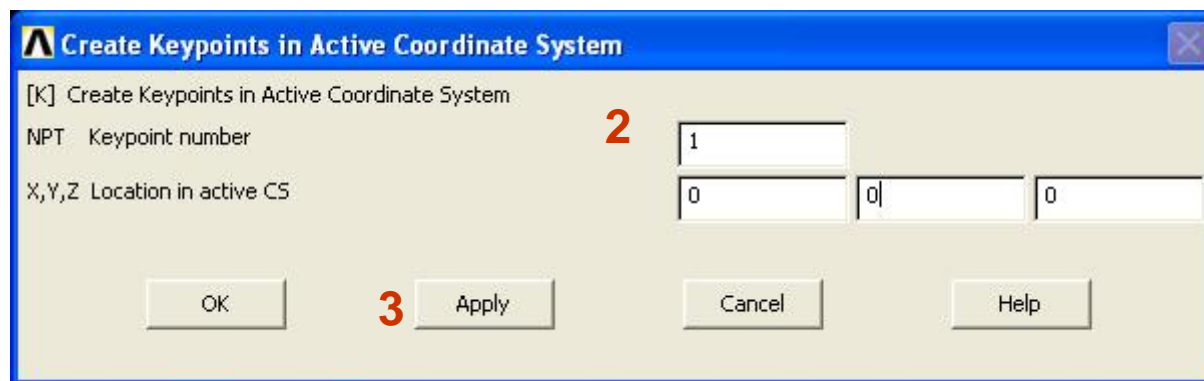 Create Keypoints in Active Coordinate System
[K] Create Keypoints in Active Coordinate System
NPT Keypoint number 2 1
X,Y,Z Location in active CS 0 0 0
OK 3 Apply Cancel Help